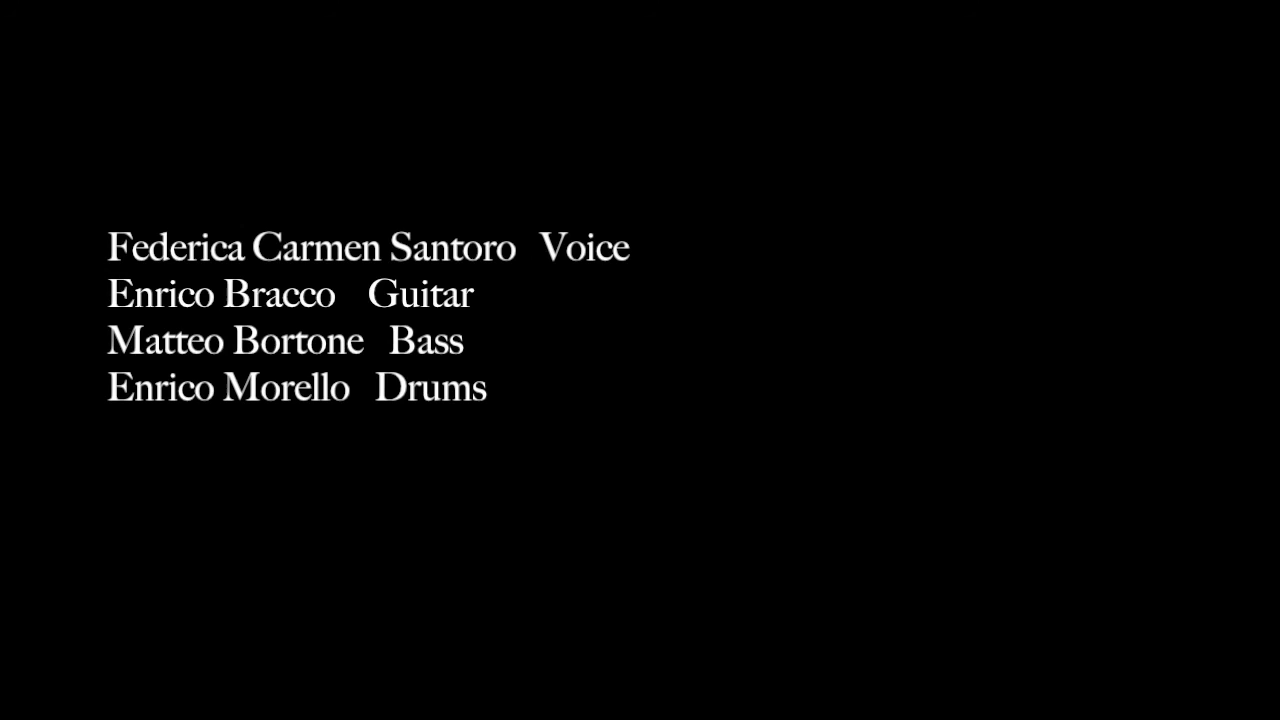 Federica Carmen Santoro Voice
Enrico Bracco Guitar
Matteo Bortone Bass
Enrico Morello Drums